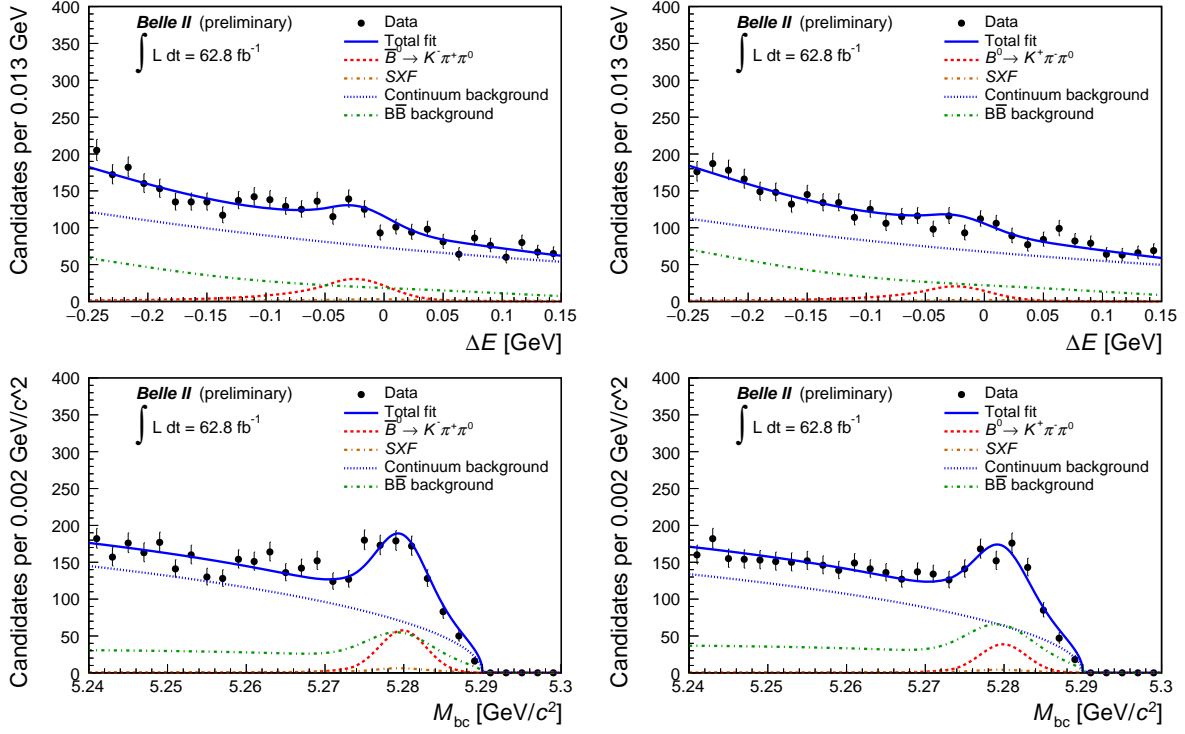 Candidates per 0.013 GeV
400
350
300
250
200
150
100
50
0
Belle II (preliminary)
∫ L dt = 62.8 fb⁻¹
Data
Total fit
B̅⁰ → K⁻π⁺π⁰
SXF
Continuum background
BB̅ background
−0.25 −0.2 −0.15 −0.1 −0.05 0 0.05 0.1 0.15
ΔE [GeV]
Candidates per 0.013 GeV
400
350
300
250
200
150
100
50
0
Belle II (preliminary)
∫ L dt = 62.8 fb⁻¹
Data
Total fit
B⁰ → K⁺π⁻π⁰
SXF
Continuum background
BB̅ background
−0.25 −0.2 −0.15 −0.1 −0.05 0 0.05 0.1 0.15
ΔE [GeV]
Candidates per 0.002 GeV/c^2
400
350
300
250
200
150
100
50
0
Belle II (preliminary)
∫ L dt = 62.8 fb⁻¹
Data
Total fit
B̅⁰ → K⁻π⁺π⁰
SXF
Continuum background
BB̅ background
5.24 5.25 5.26 5.27 5.28 5.29 5.3
M_bc [GeV/c²]
Candidates per 0.002 GeV/c^2
400
350
300
250
200
150
100
50
0
Belle II (preliminary)
∫ L dt = 62.8 fb⁻¹
Data
Total fit
B⁰ → K⁺π⁻π⁰
SXF
Continuum background
BB̅ background
5.24 5.25 5.26 5.27 5.28 5.29 5.3
M_bc [GeV/c²]